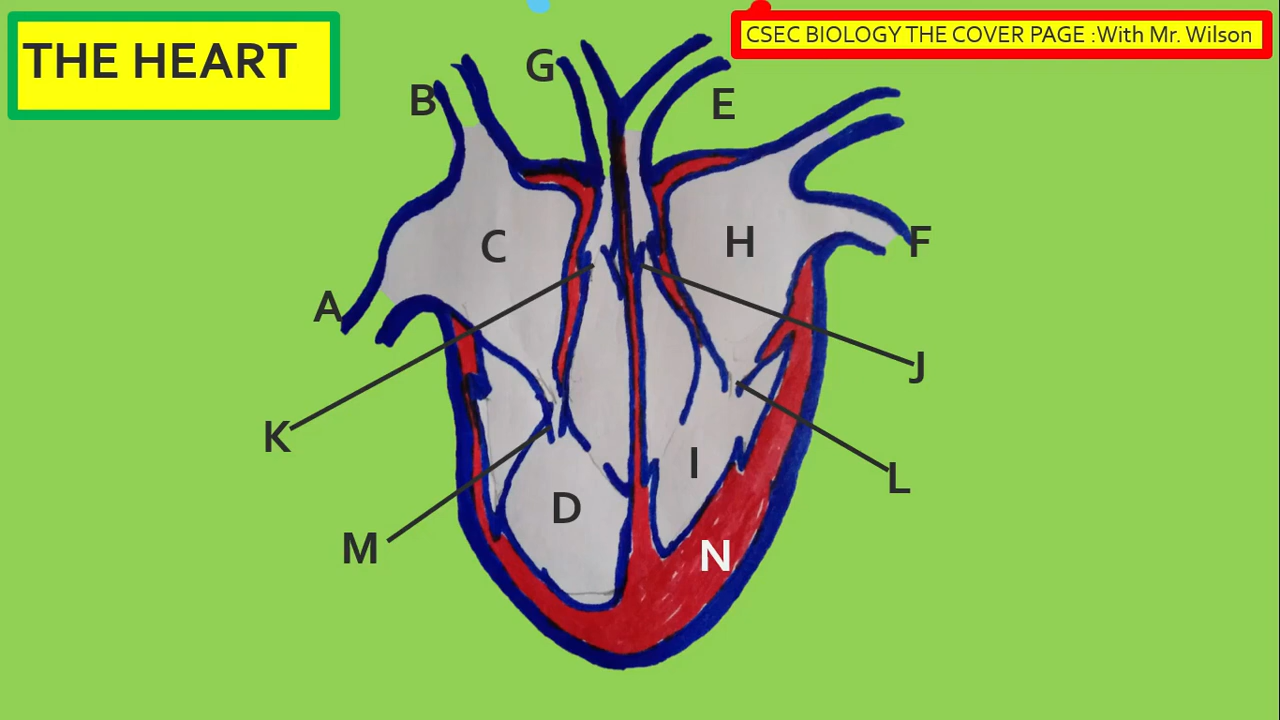 THE HEART
CSEC BIOLOGY THE COVER PAGE :With Mr. Wilson
G
B
E
C
H
F
A
J
K
I
L
D
M
N